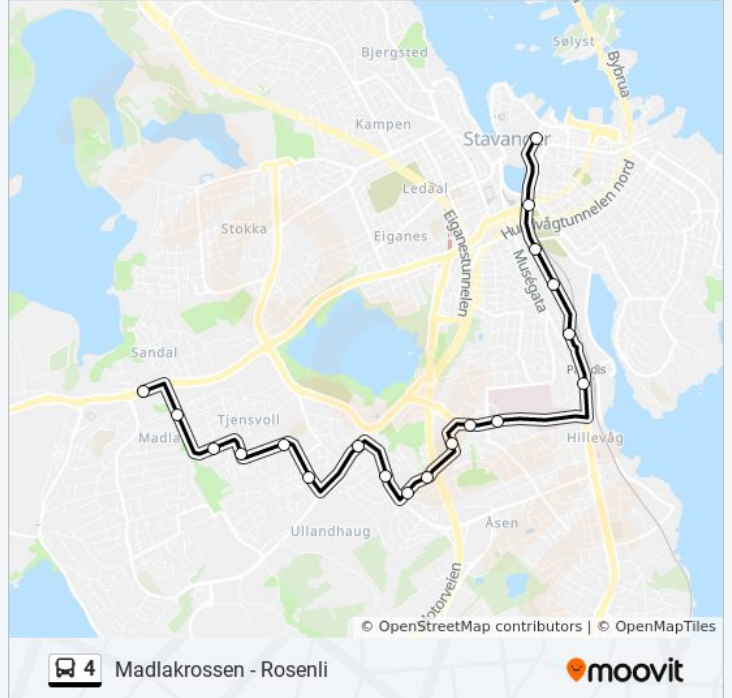 Bjergsted
Sølyst
Bybrua
Kampen
Stavanger
Ledaal
Stokka
Eiganes
Eiganestunnelen
Hundvågtunnelen nord
Muségata
Sandal
Paradis
Madla
Tjensvoll
Hillevåg
Ullandhaug
Åsen
Motorveien
© OpenStreetMap contributors | © OpenMapTiles
4 Madlakrossen - Rosenli
moovit